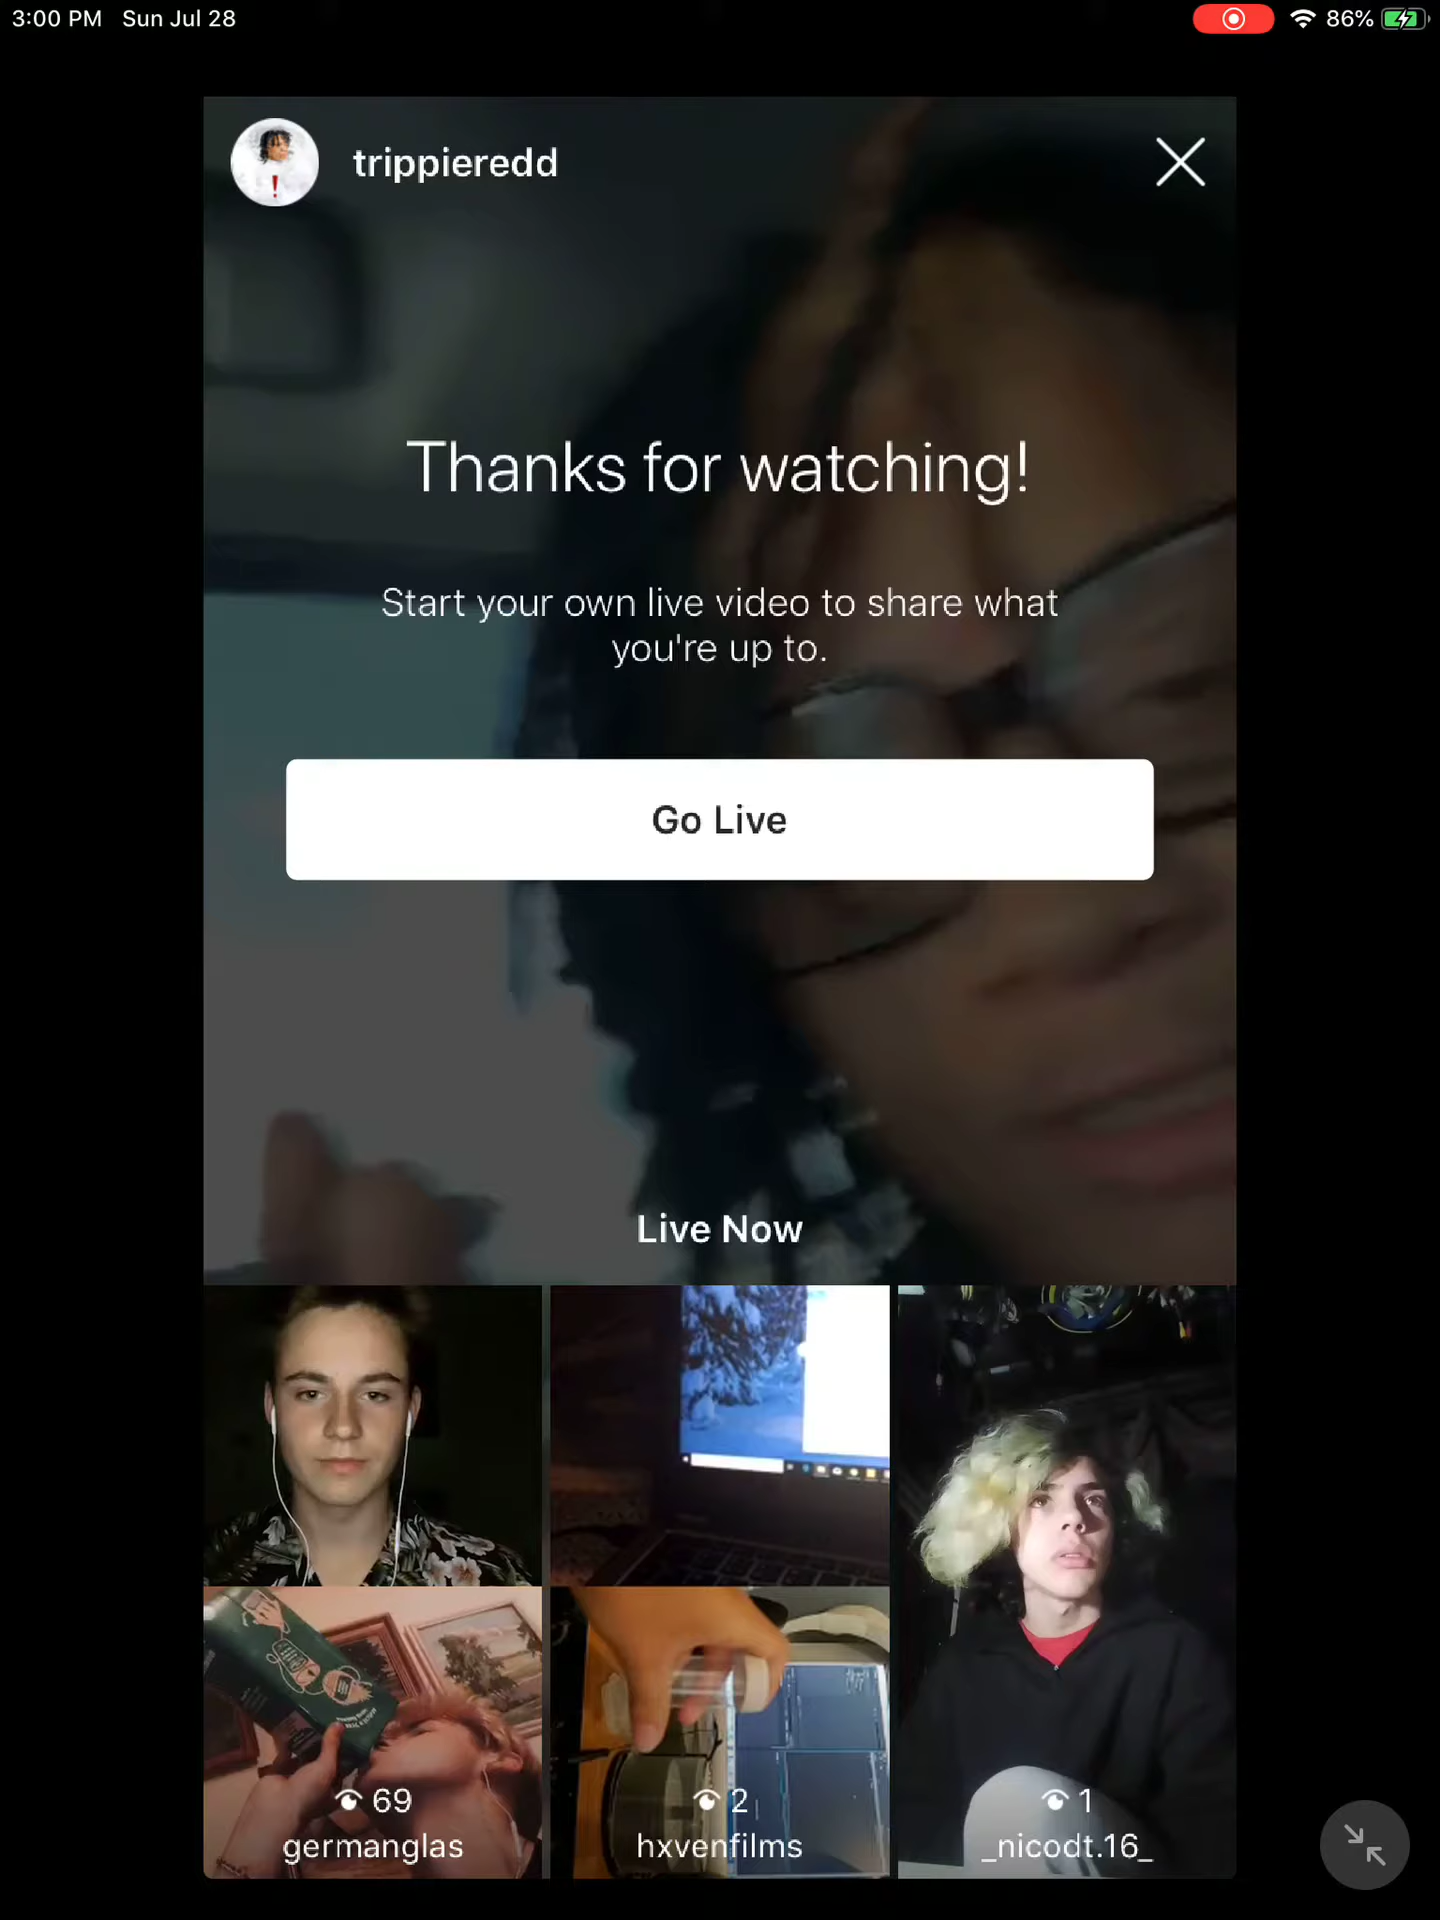 3:00 PM Sun Jul 28
86%
trippieredd
Thanks for watching!
Start your own live video to share what
you're up to.
Go Live
Live Now
69
germanglas
2
hxvenfilms
1
_nicodt.16_